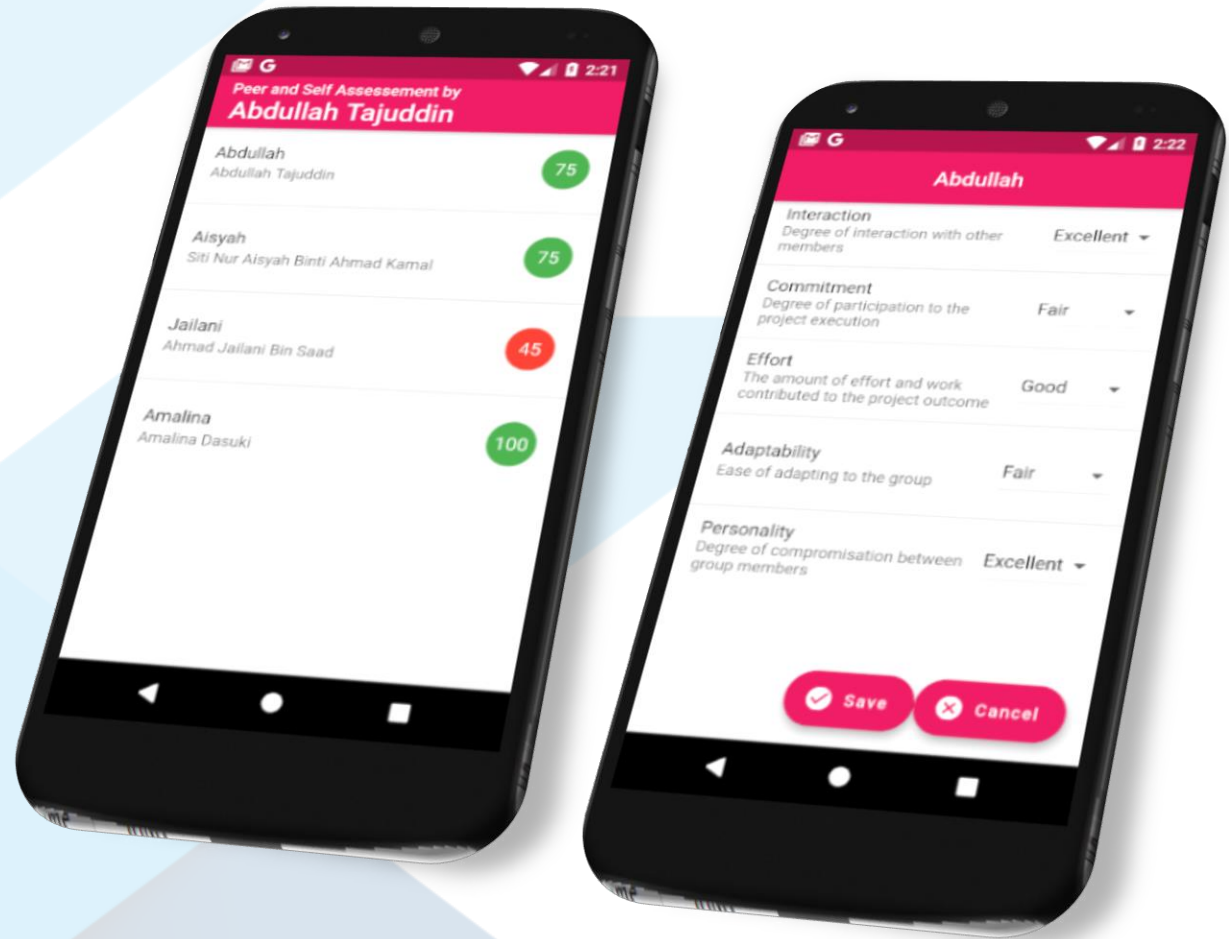 G
2:21
Peer and Self Assessement by
Abdullah Tajuddin
Abdullah
Abdullah Tajuddin
75
Aisyah
Siti Nur Aisyah Binti Ahmad Kamal
75
Jailani
Ahmad Jailani Bin Saad
45
Amalina
Amalina Dasuki
100
G
2:22
Abdullah
Interaction
Degree of interaction with other
members
Excellent
Commitment
Degree of participation to the
project execution
Fair
Effort
The amount of effort and work
contributed to the project outcome
Good
Adaptability
Ease of adapting to the group
Fair
Personality
Degree of compromisation between
group members
Excellent
Save
Cancel